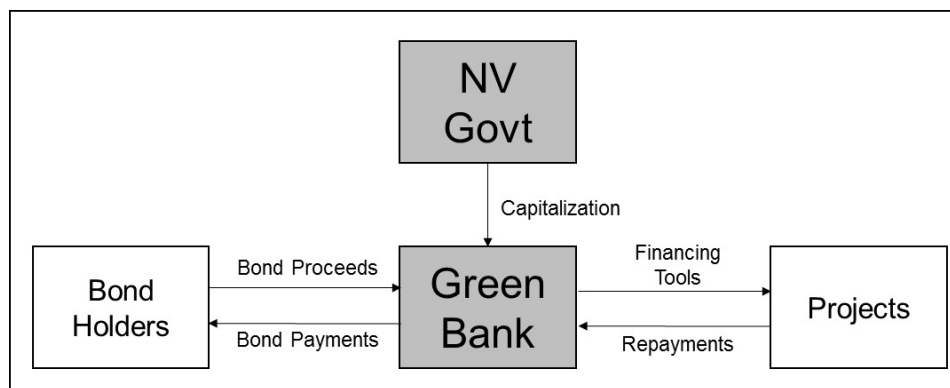 NV
Govt
Capitalization
Bond
Holders
Bond Proceeds
Bond Payments
Green
Bank
Financing
Tools
Repayments
Projects